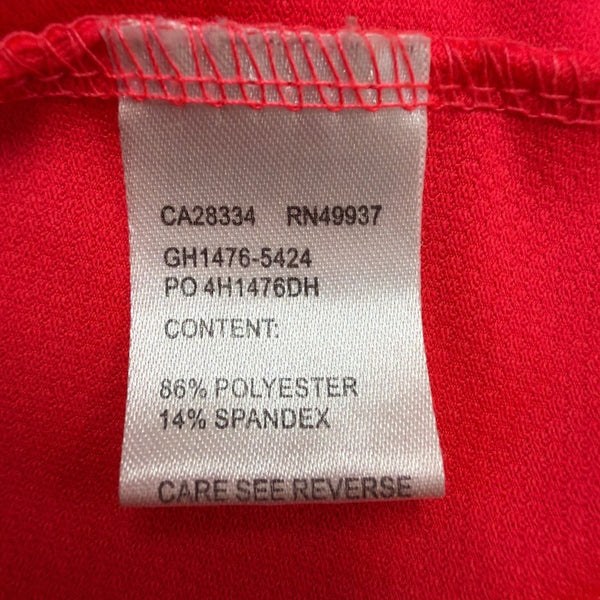 CA28334 RN49937
GH1476-5424
PO 4H1476DH
CONTENT:
86% POLYESTER
14% SPANDEX
CARE SEE REVERSE